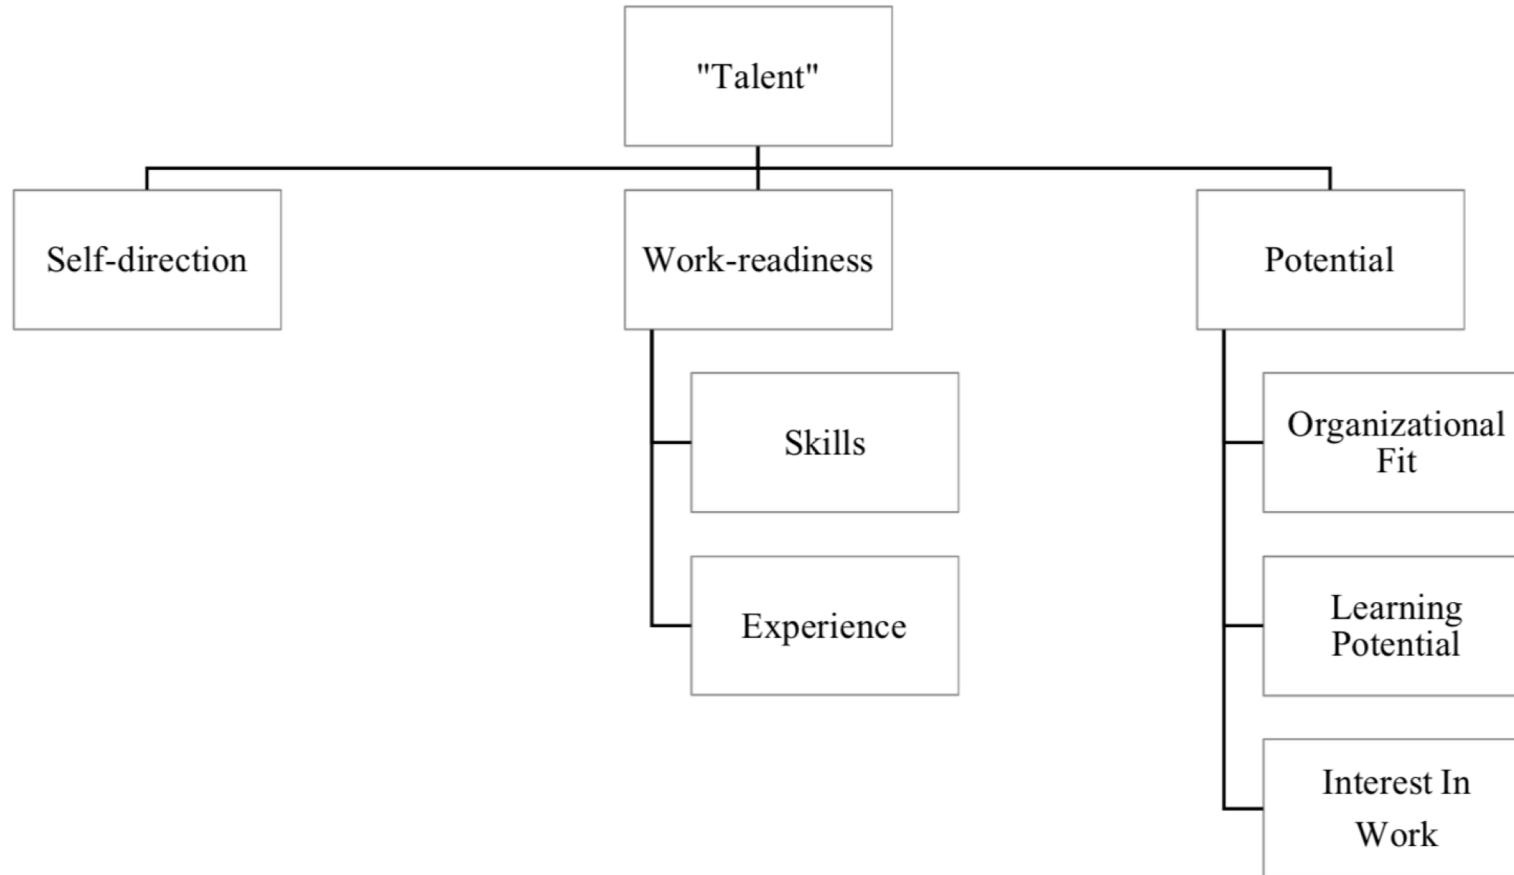 "Talent"
Self-direction
Work-readiness
Potential
Skills
Experience
Organizational
Fit
Learning
Potential
Interest In
Work